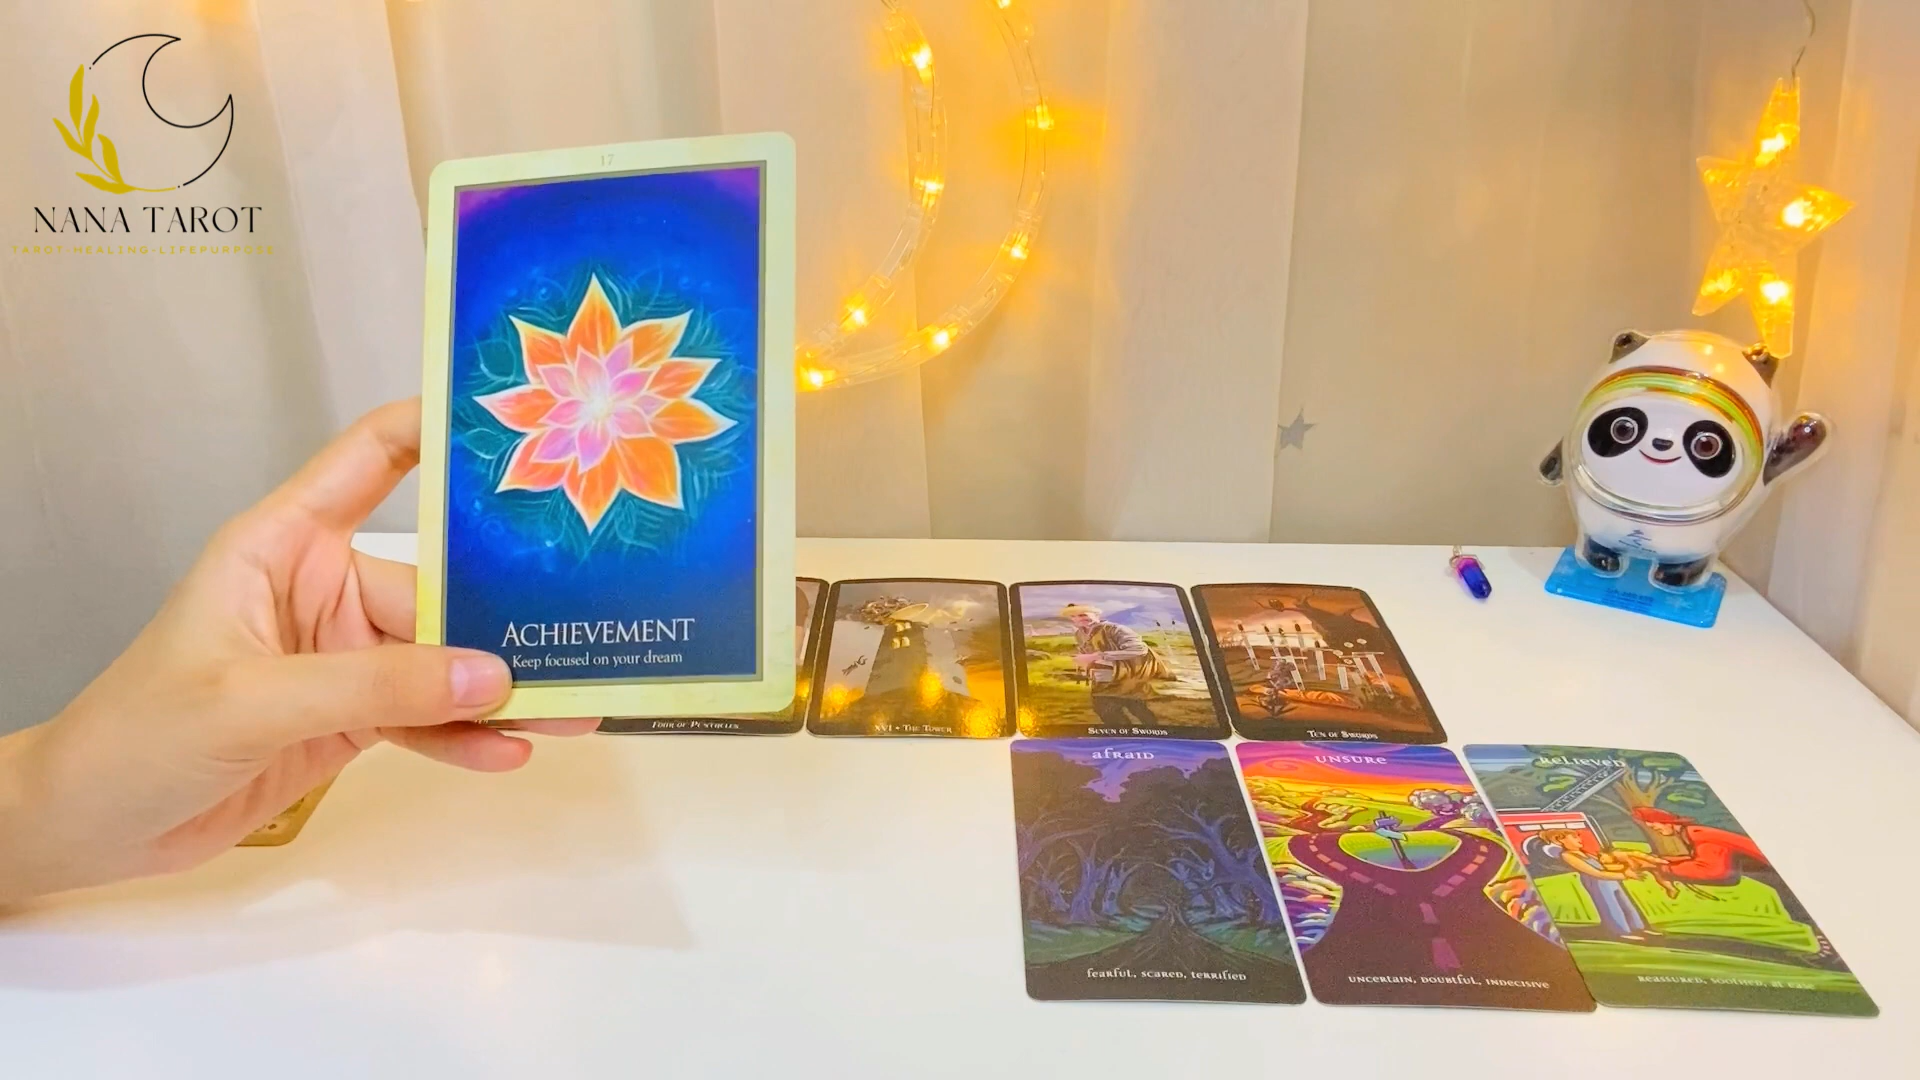 NANA TAROT
TAROT-HEALING-LIFEPURPOSE
17
ACHIEVEMENT
Keep focused on your dream
FOUR OF PENTACLES
XVI • THE TOWER
SEVEN OF SWORDS
TEN OF SWORDS
afraid
fearful, scared, terrified
unsure
uncertain, doubtful, indecisive
relieved
reassured, soothed, at ease